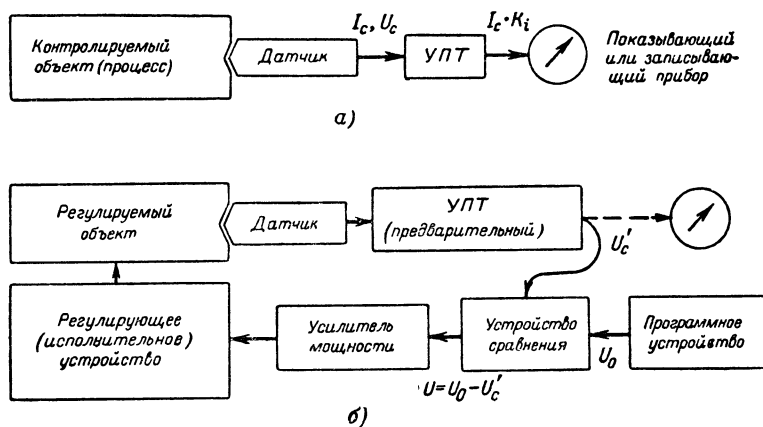 Контролируемый
объект (процесс)
Датчик
I_c, U_c
УПТ
I_c·K_i
Показывающий
или записываю-
щий прибор
а)
Регулируемый
объект
Датчик
УПТ
(предварительный)
U_c'
Регулирующее
(исполнительное)
устройство
Усилитель
мощности
Устройство
сравнения
U_0
Программное
устройство
U=U_0-U_c'
б)